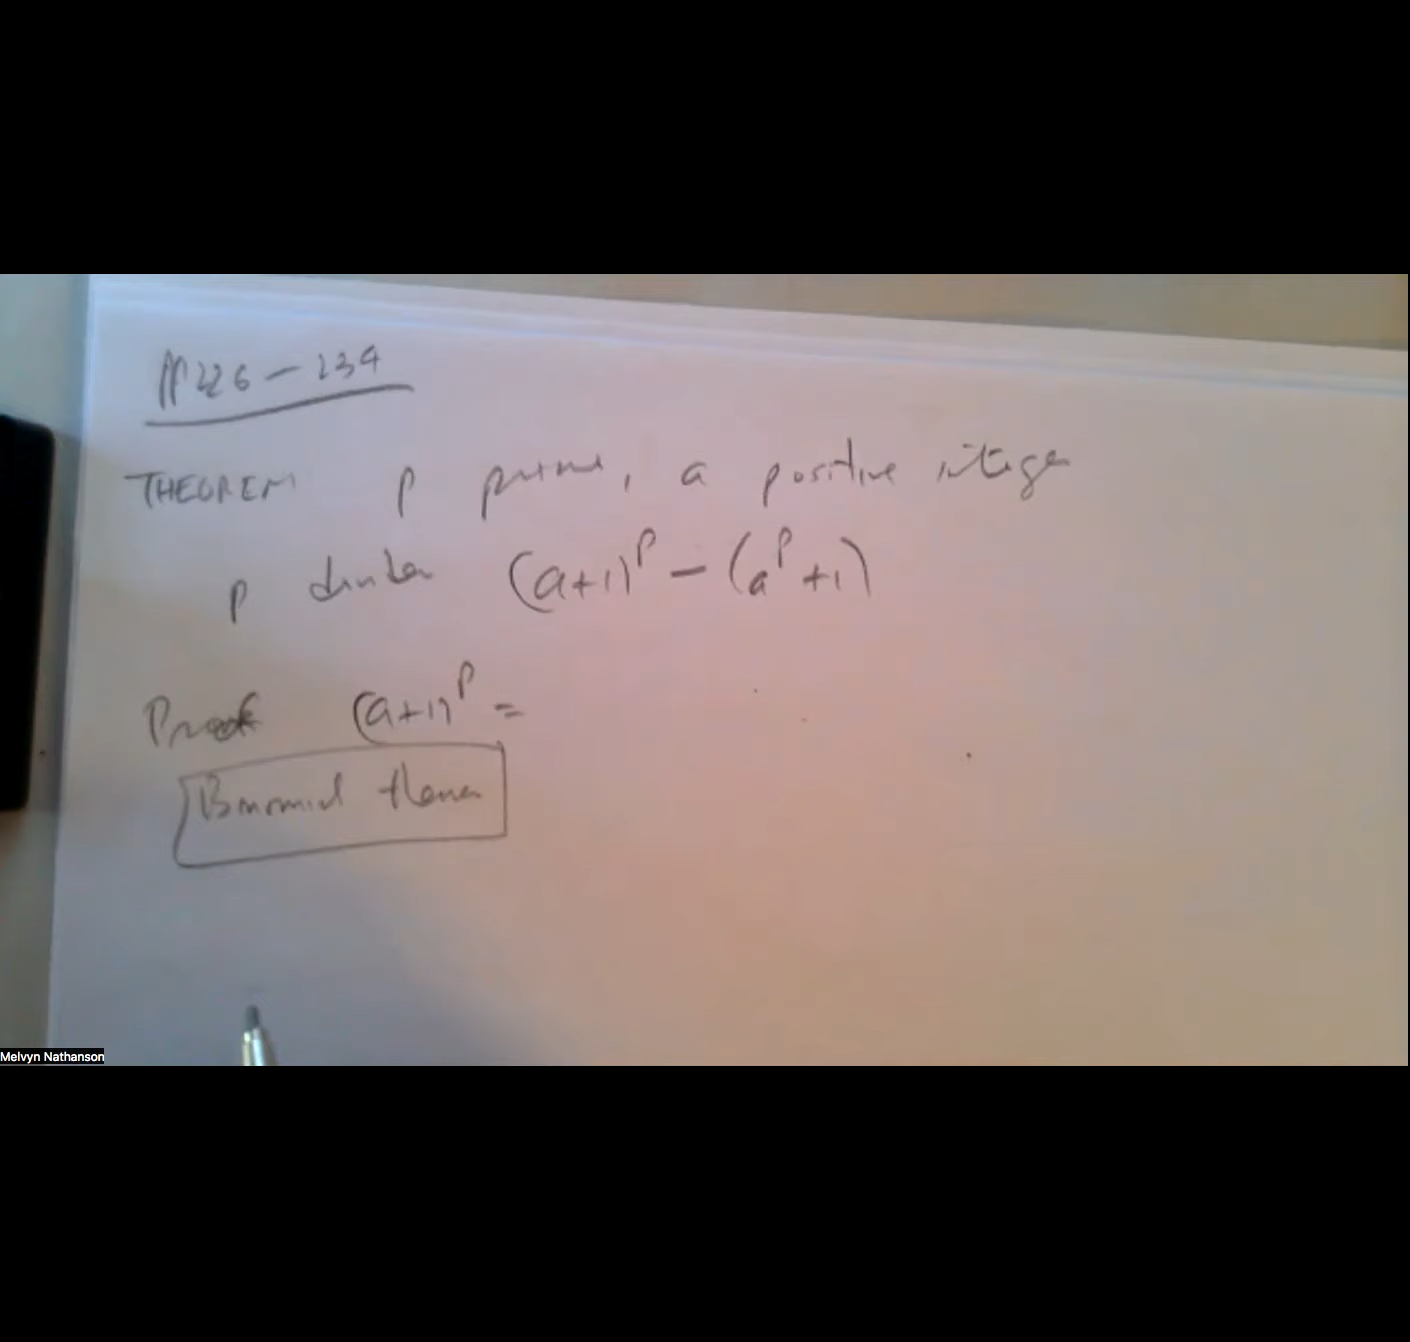 pp 226 – 234
THEOREM p prime, a positive integer
p divides (a+1)^p – (a^p +1)
Proof (a+1)^p =
Binomial theorem
Melvyn Nathanson